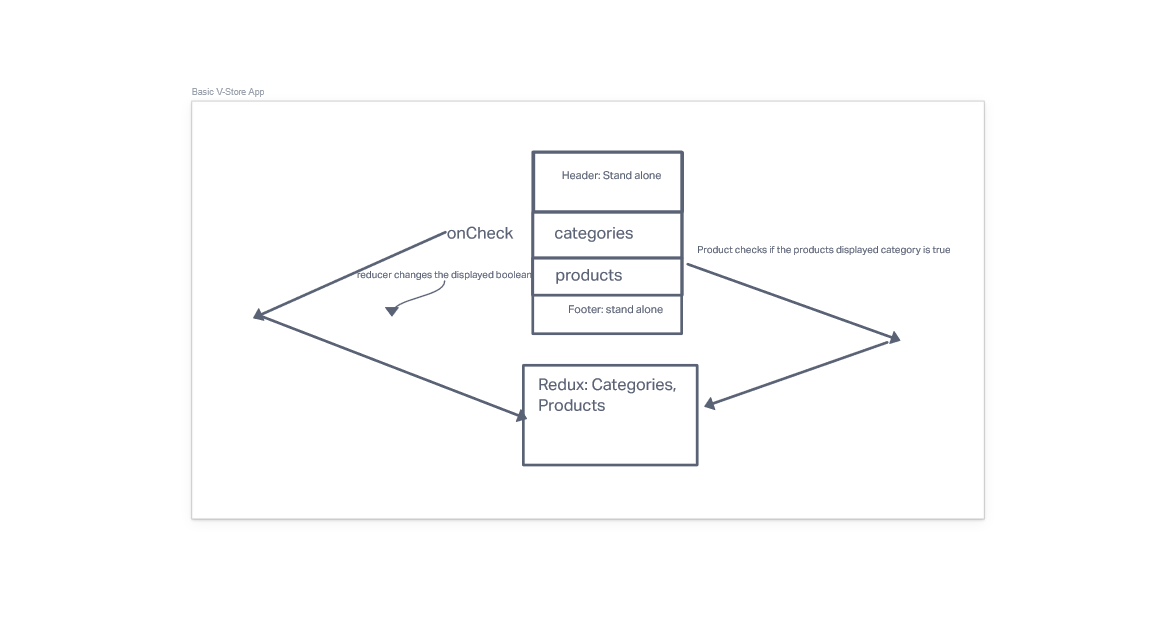 Basic V-Store App
Header: Stand alone
onCheck
categories
Product checks if the products displayed category is true
reducer changes the displayed boolean
products
Footer: stand alone
Redux: Categories,
Products